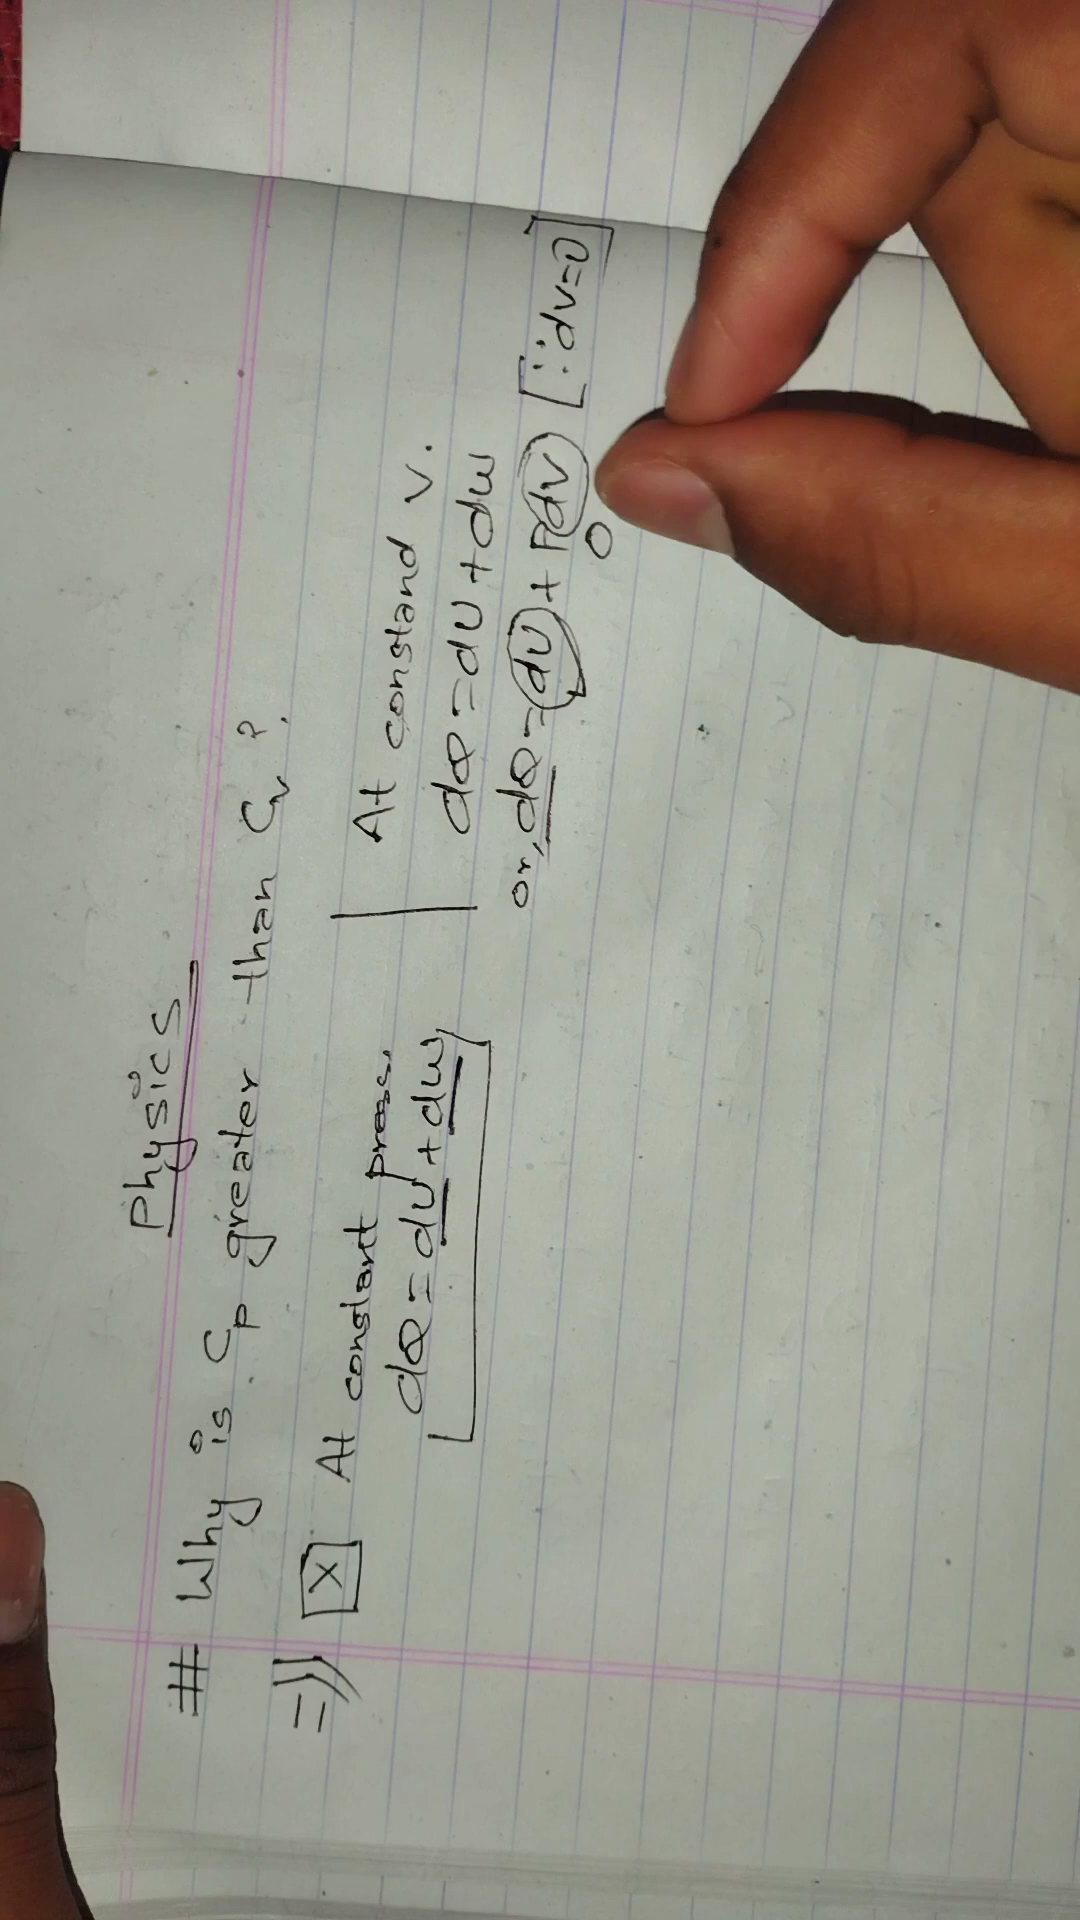 Physics
# Why is Cp greater than Cv?
=> [X] At constant press.
dQ = dU + dW
At constand V.
dQ = dU + dW
or, dQ = dU + PdV [∵ dV = 0]
0